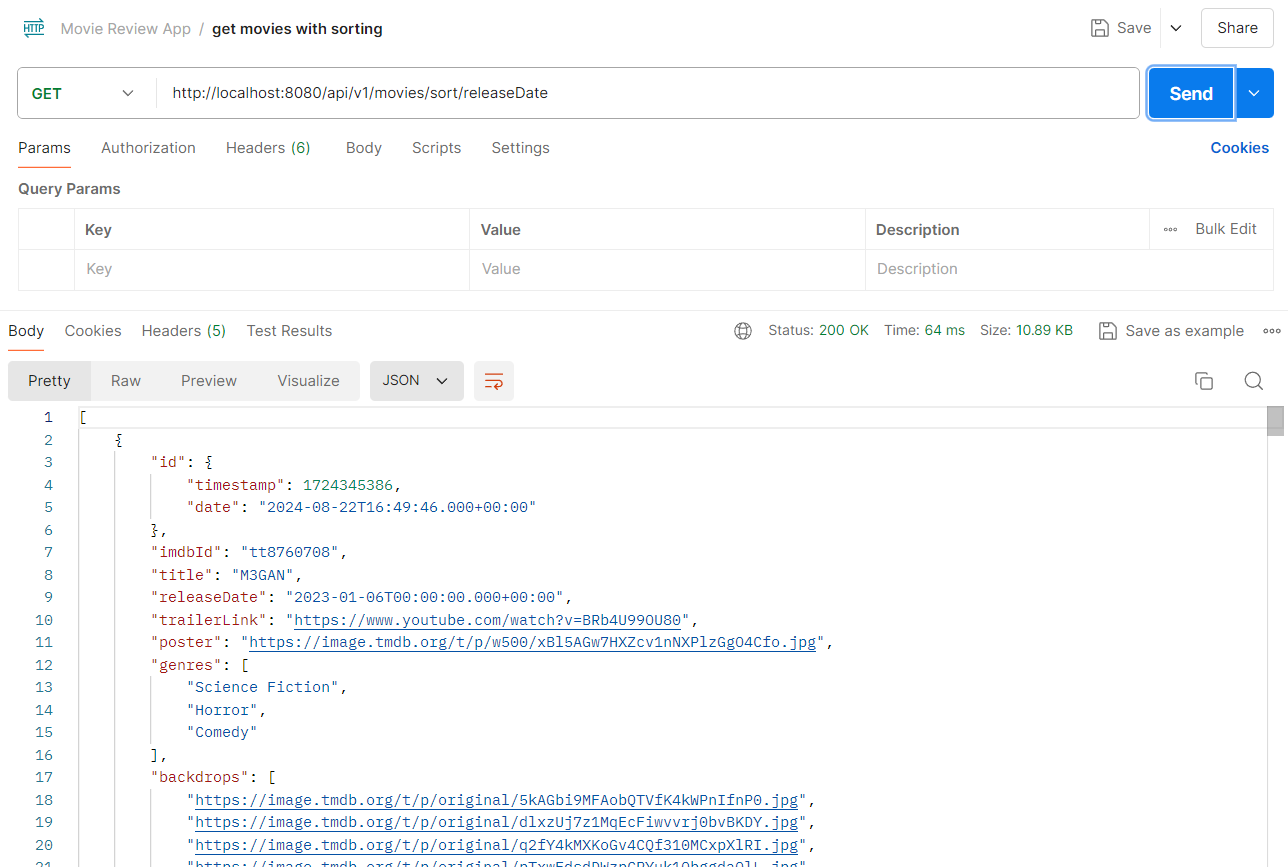 HTTP Movie Review App / get movies with sorting Save Share
GET http://localhost:8080/api/v1/movies/sort/releaseDate Send
Params Authorization Headers (6) Body Scripts Settings Cookies
Query Params
Key Value Description Bulk Edit
Key Value Description
Body Cookies Headers (5) Test Results Status: 200 OK Time: 64 ms Size: 10.89 KB Save as example
Pretty Raw Preview Visualize JSON
1 [
2 {
3 "id": {
4 "timestamp": 1724345386,
5 "date": "2024-08-22T16:49:46.000+00:00"
6 },
7 "imdbId": "tt8760708",
8 "title": "M3GAN",
9 "releaseDate": "2023-01-06T00:00:00.000+00:00",
10 "trailerLink": "https://www.youtube.com/watch?v=BRb4U99OU80",
11 "poster": "https://image.tmdb.org/t/p/w500/xBl5AGw7HXZcv1nNXPlzGgO4Cfo.jpg",
12 "genres": [
13 "Science Fiction",
14 "Horror",
15 "Comedy"
16 ],
17 "backdrops": [
18 "https://image.tmdb.org/t/p/original/5kAGbi9MFAobQTVfK4kWPnIfnP0.jpg",
19 "https://image.tmdb.org/t/p/original/dlxzUj7z1MqEcFiwvvrj0bvBKDY.jpg",
20 "https://image.tmdb.org/t/p/original/q2fY4kMXKoGv4CQf310MCxpXlRI.jpg",
21